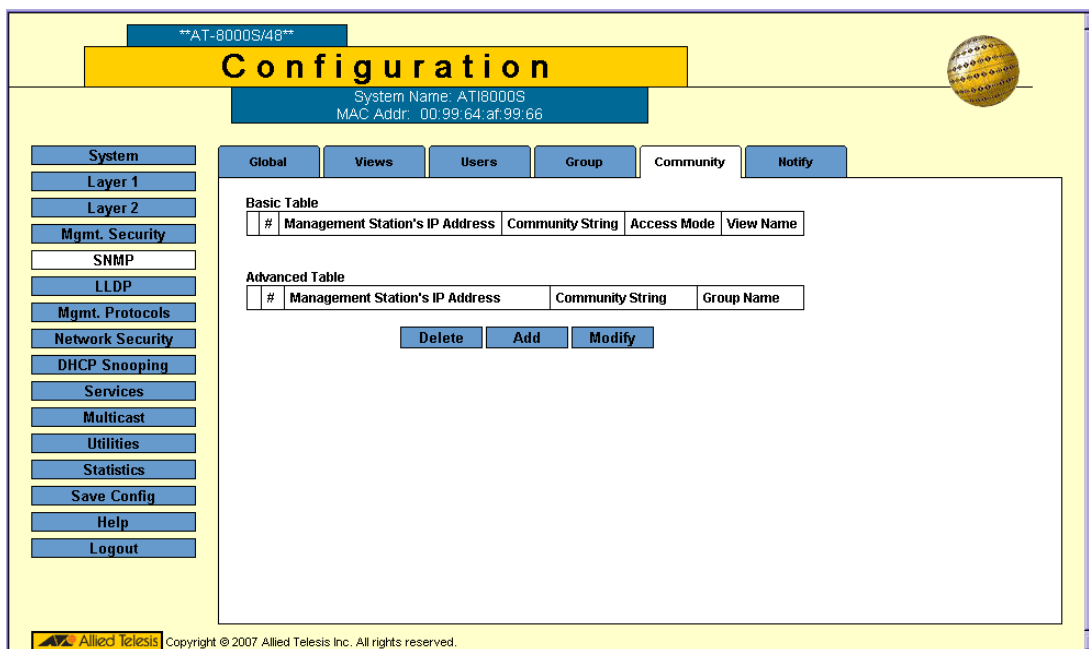 **AT-8000S/48**
Configuration
System Name: ATI8000S
MAC Addr: 00:99:64:af:99:66
System
Layer 1
Layer 2
Mgmt. Security
SNMP
LLDP
Mgmt. Protocols
Network Security
DHCP Snooping
Services
Multicast
Utilities
Statistics
Save Config
Help
Logout
Global Views Users Group Community Notify
Basic Table
# Management Station's IP Address Community String Access Mode View Name
Advanced Table
# Management Station's IP Address Community String Group Name
Delete Add Modify
Allied Telesis Copyright © 2007 Allied Telesis Inc. All rights reserved.